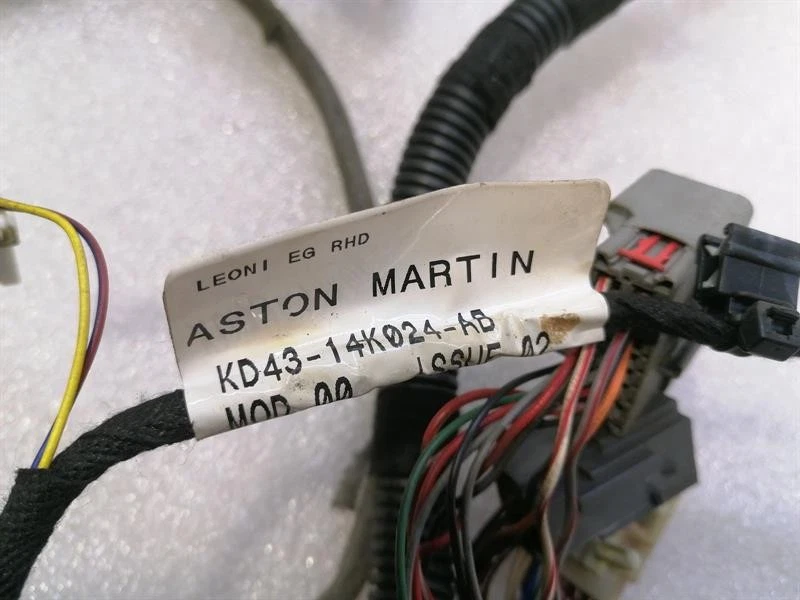 LEONI EG RHD
ASTON MARTIN
KD43-14K024-AB
MOD 00 ISSUE 02